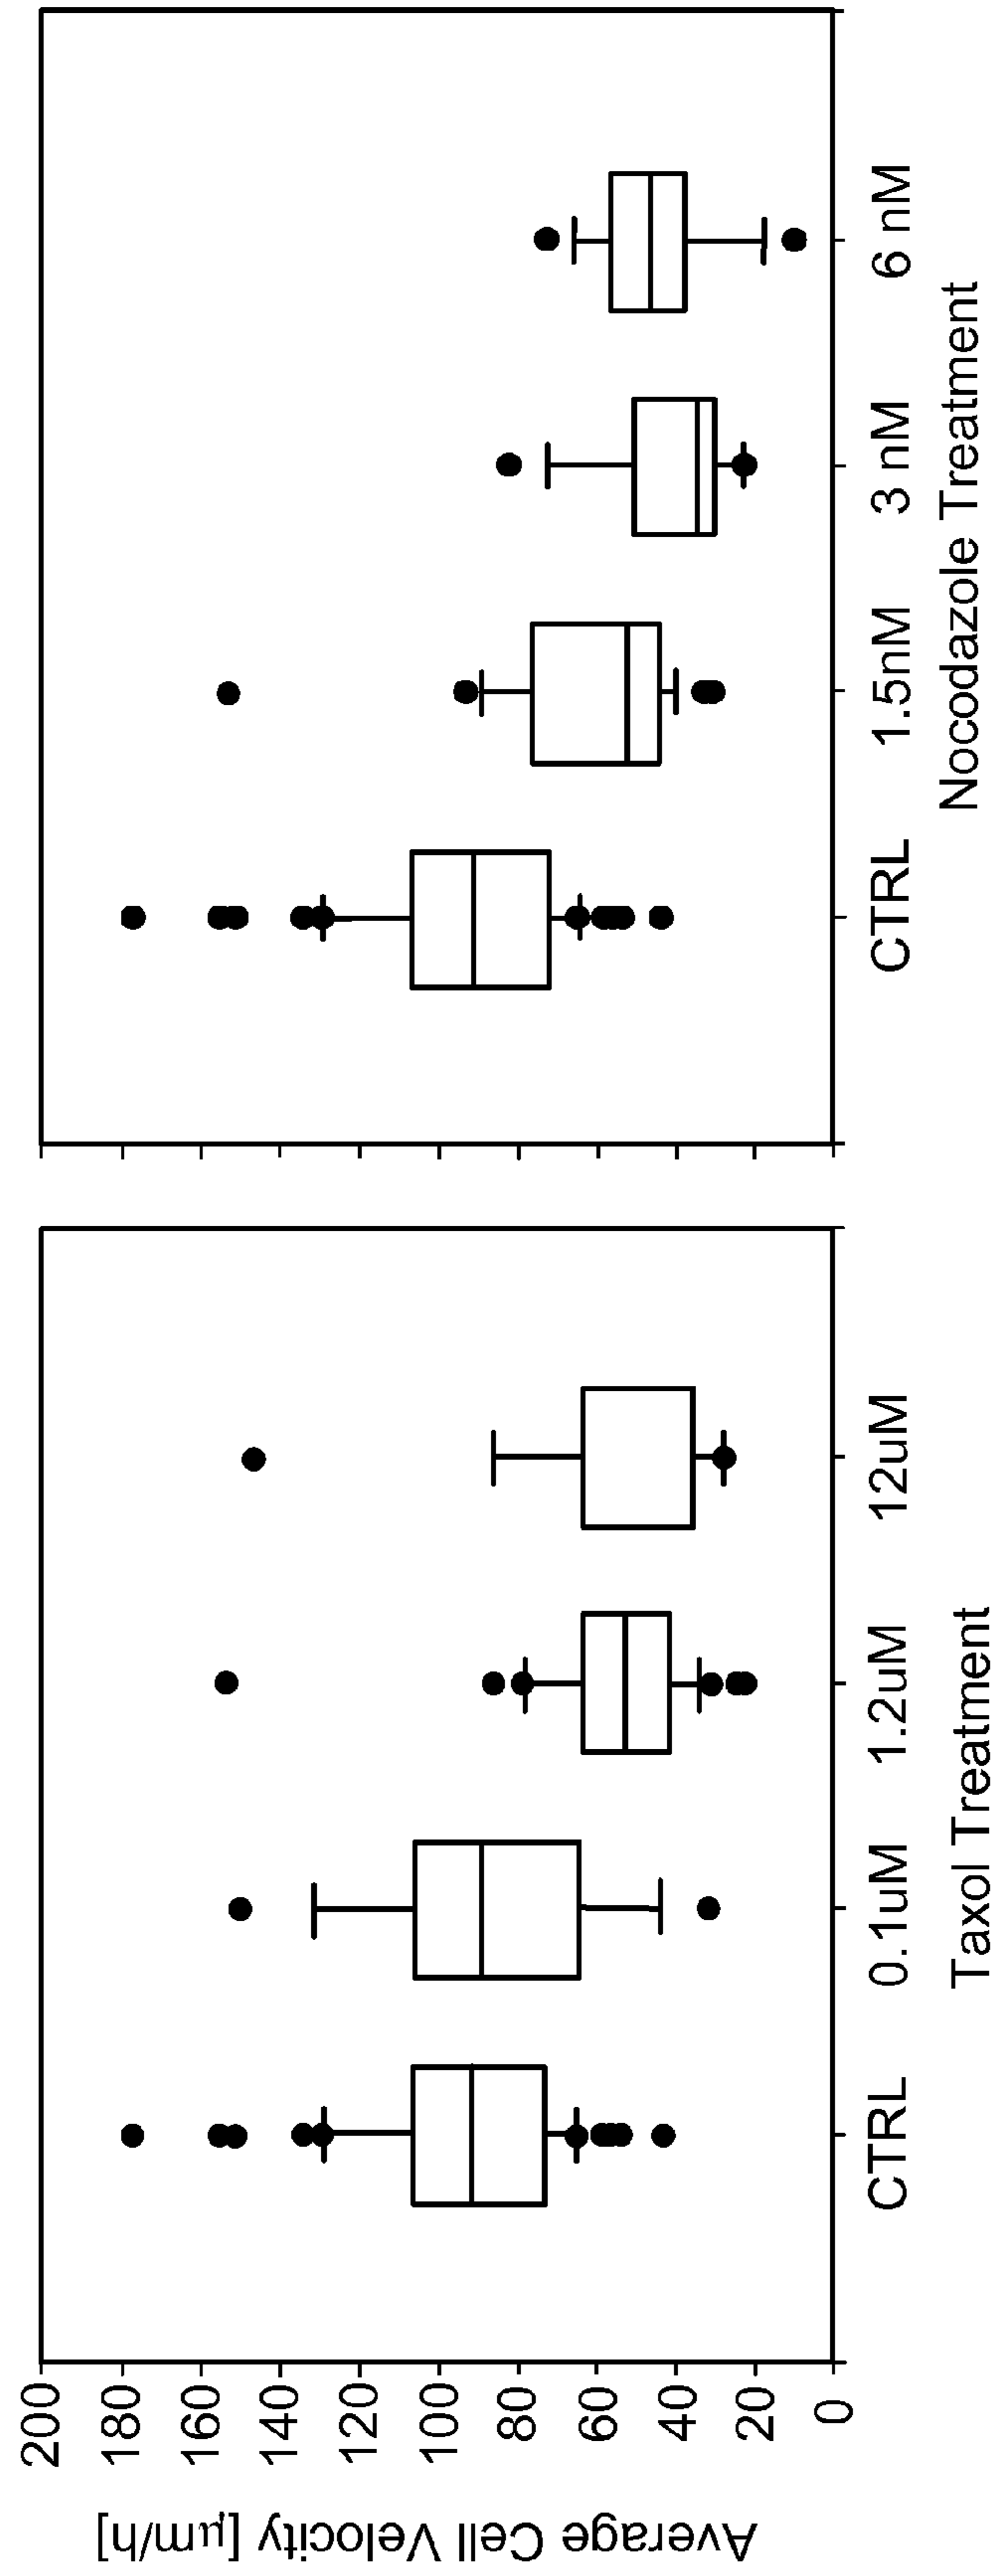 Average Cell Velocity [μm/h]
200
180
160
140
120
100
80
60
40
20
0
CTRL 0.1uM 1.2uM 12uM
Taxol Treatment
CTRL 1.5nM 3 nM 6 nM
Nocodazole Treatment